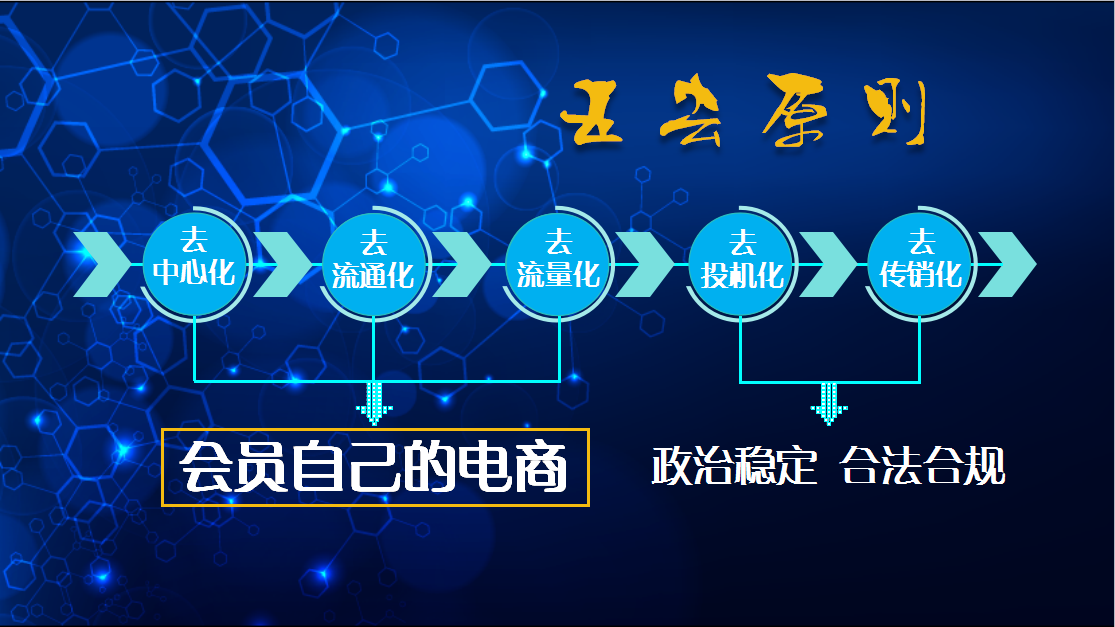 五去原则
去
中心化
去
流通化
去
流量化
去
投机化
去
传销化
会员自己的电商
政治稳定 合法合规